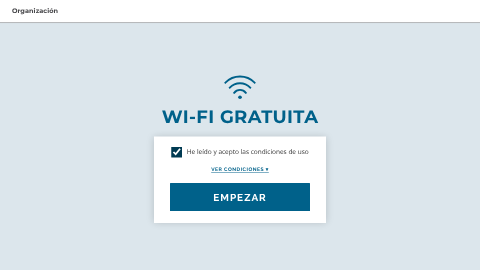 Organización
WI-FI GRATUITA
He leído y acepto las condiciones de uso
VER CONDICIONES
EMPEZAR